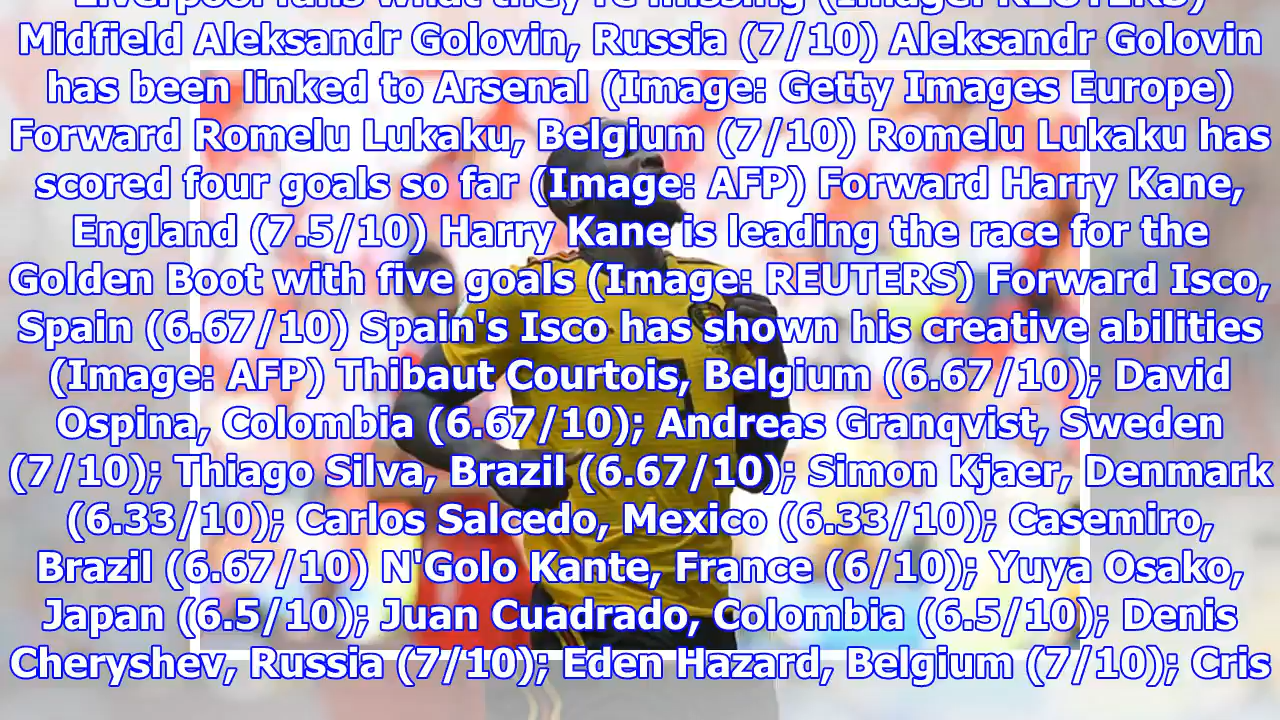 Liverpool fans what they're missing (Image: REUTERS)
Midfield Aleksandr Golovin, Russia (7/10) Aleksandr Golovin
has been linked to Arsenal (Image: Getty Images Europe)
Forward Romelu Lukaku, Belgium (7/10) Romelu Lukaku has
scored four goals so far (Image: AFP) Forward Harry Kane,
England (7.5/10) Harry Kane is leading the race for the
Golden Boot with five goals (Image: REUTERS) Forward Isco,
Spain (6.67/10) Spain's Isco has shown his creative abilities
(Image: AFP) Thibaut Courtois, Belgium (6.67/10); David
Ospina, Colombia (6.67/10); Andreas Granqvist, Sweden
(7/10); Thiago Silva, Brazil (6.67/10); Simon Kjaer, Denmark
(6.33/10); Carlos Salcedo, Mexico (6.33/10); Casemiro,
Brazil (6.67/10) N'Golo Kante, France (6/10); Yuya Osako,
Japan (6.5/10); Juan Cuadrado, Colombia (6.5/10); Denis
Cheryshev, Russia (7/10); Eden Hazard, Belgium (7/10); Cris